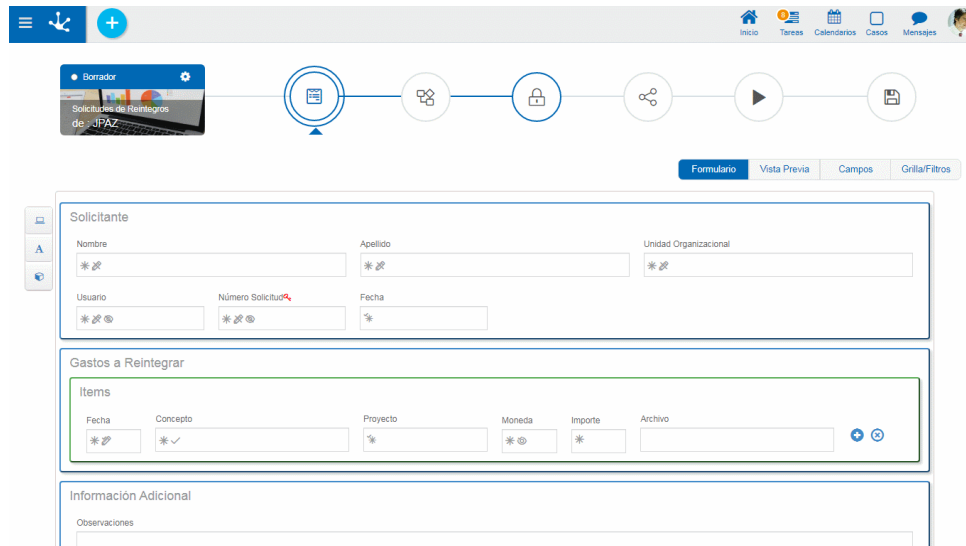 8
Inicio Tareas Calendarios Casos Mensajes
Borrador
Solicitudes de Reintegros
de : JPAZ
Formulario Vista Previa Campos Grilla/Filtros
A
Solicitante
Nombre Apellido Unidad Organizacional
Usuario Número Solicitud Fecha
Gastos a Reintegrar
Items
Fecha Concepto Proyecto Moneda Importe Archivo
Información Adicional
Observaciones